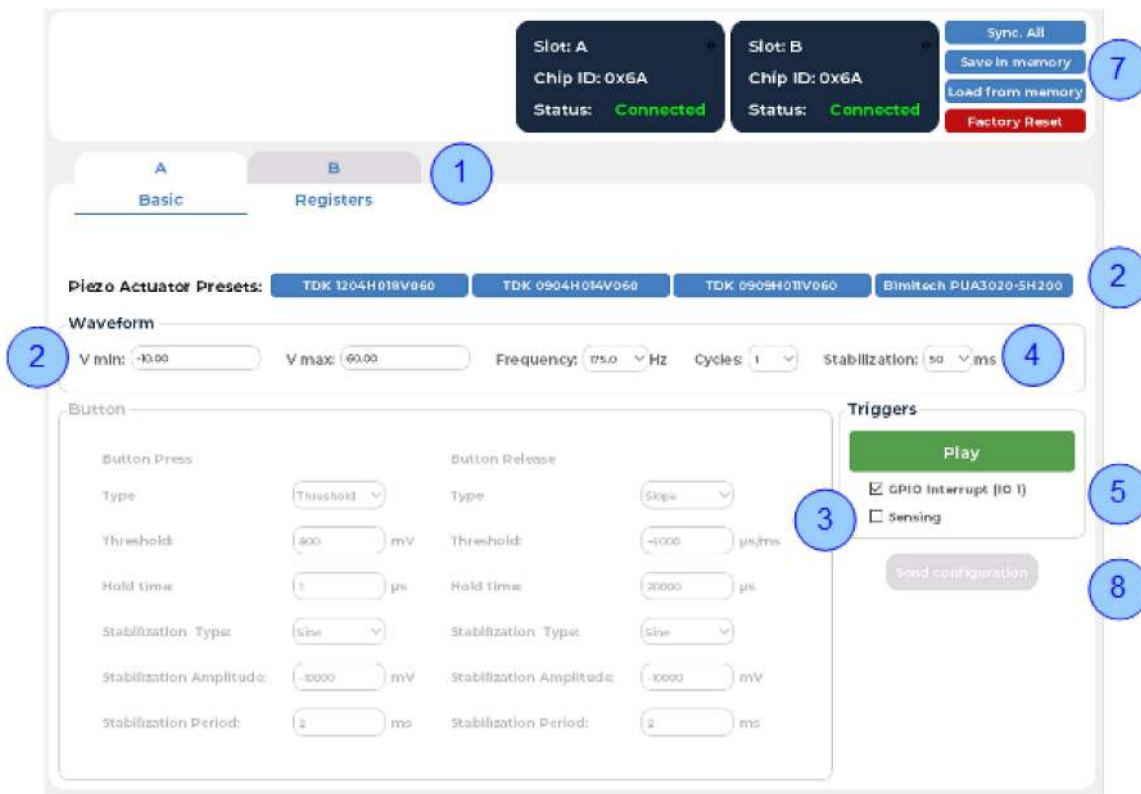 Slot: A
Chip ID: 0x6A
Status: Connected
Slot: B
Chip ID: 0x6A
Status: Connected
Sync. All
Save in memory
Load from memory
Factory Reset
7
A
B
1
Basic
Registers
Piezo Actuator Presets:
TDK 1204H018V060
TDK 0904H014V060
TDK 0909H011V060
Bimitech PUA3020-SH200
2
Waveform
2
V min: -10.00
V max: 60.00
Frequency: 175.0 Hz
Cycles: 1
Stabilization: 50 ms
4
Button
Button Press
Button Release
Type Threshold
Type Slope
Threshold: 800 mV
Threshold: -4000 µs/ms
Hold time: 1 µs
Hold time: 20000 µs
Stabilization Type: Sine
Stabilization Type: Sine
Stabilization Amplitude: -10000 mV
Stabilization Amplitude: -10000 mV
Stabilization Period: 2 ms
Stabilization Period: 2 ms
Triggers
Play
GPIO Interrupt (IO 1)
5
3
Sensing
Send configuration
8